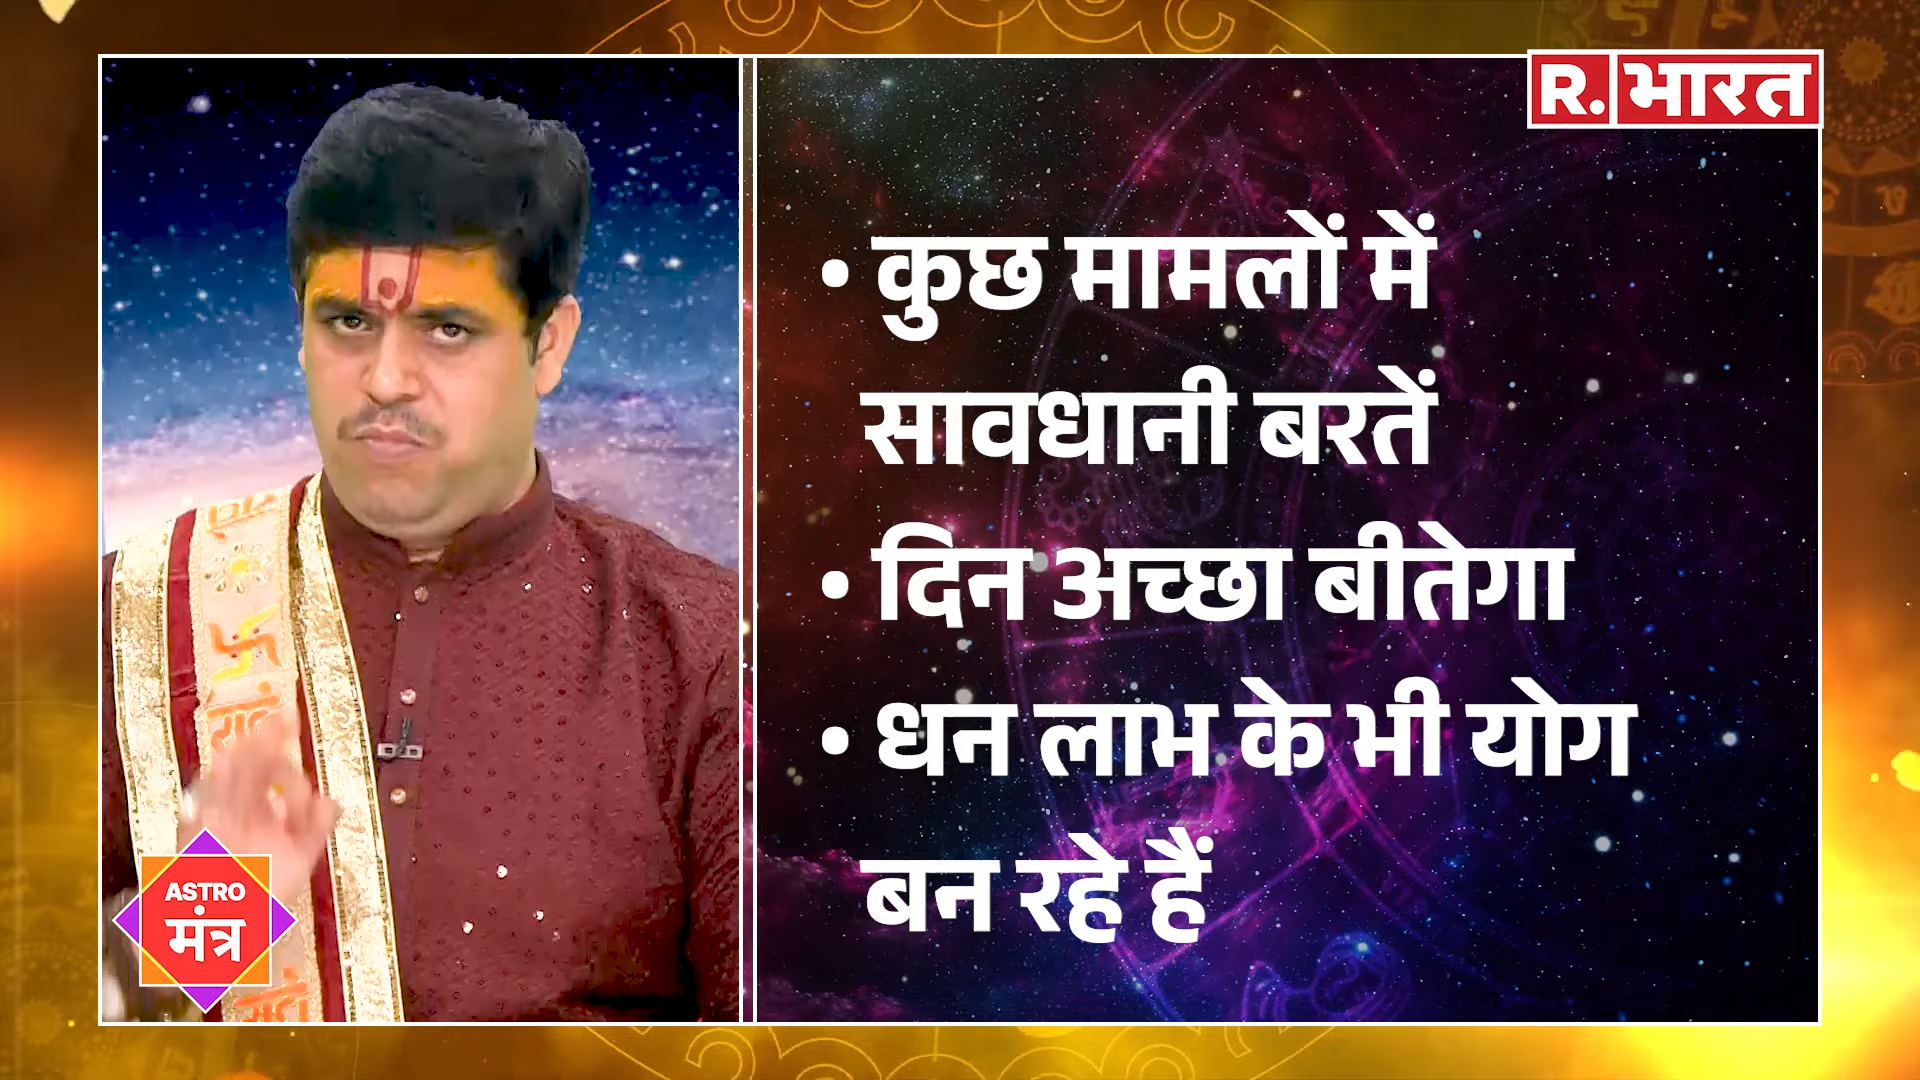 R. भारत
• कुछ मामलों में
सावधानी बरतें
• दिन अच्छा बीतेगा
• धन लाभ के भी योग
बन रहे हैं
ASTRO
मंत्र